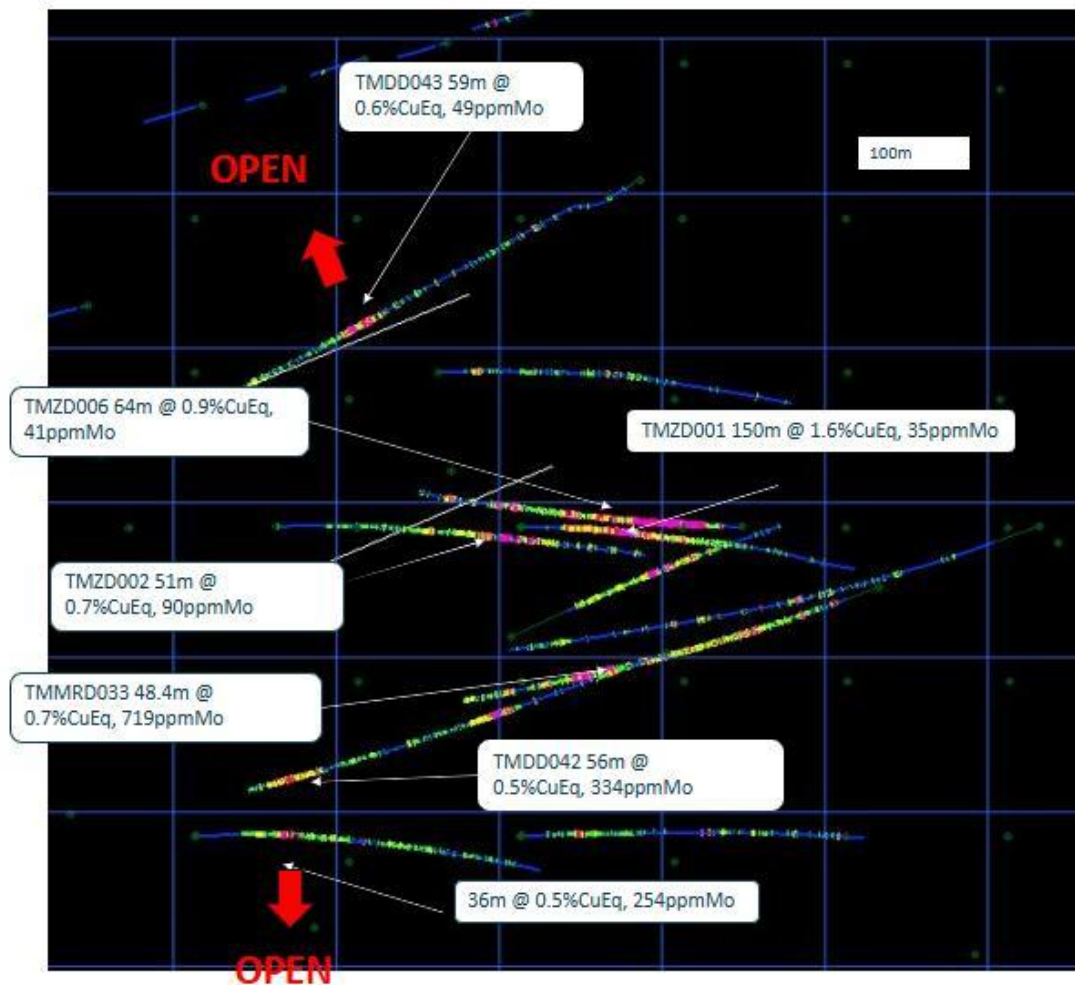 TMDD043 59m @
0.6%CuEq, 49ppmMo
100m
OPEN
TMZD006 64m @ 0.9%CuEq,
41ppmMo
TMZD001 150m @ 1.6%CuEq, 35ppmMo
TMZD002 51m @
0.7%CuEq, 90ppmMo
TMMRD033 48.4m @
0.7%CuEq, 719ppmMo
TMDD042 56m @
0.5%CuEq, 334ppmMo
36m @ 0.5%CuEq, 254ppmMo
OPEN